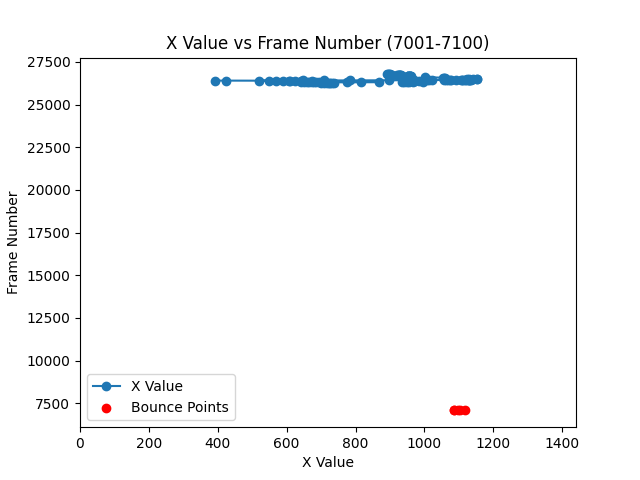 X Value vs Frame Number (7001-7100)
27500
25000
22500
20000
17500
15000
12500
10000
7500
Frame Number
X Value
Bounce Points
0 200 400 600 800 1000 1200 1400
X Value